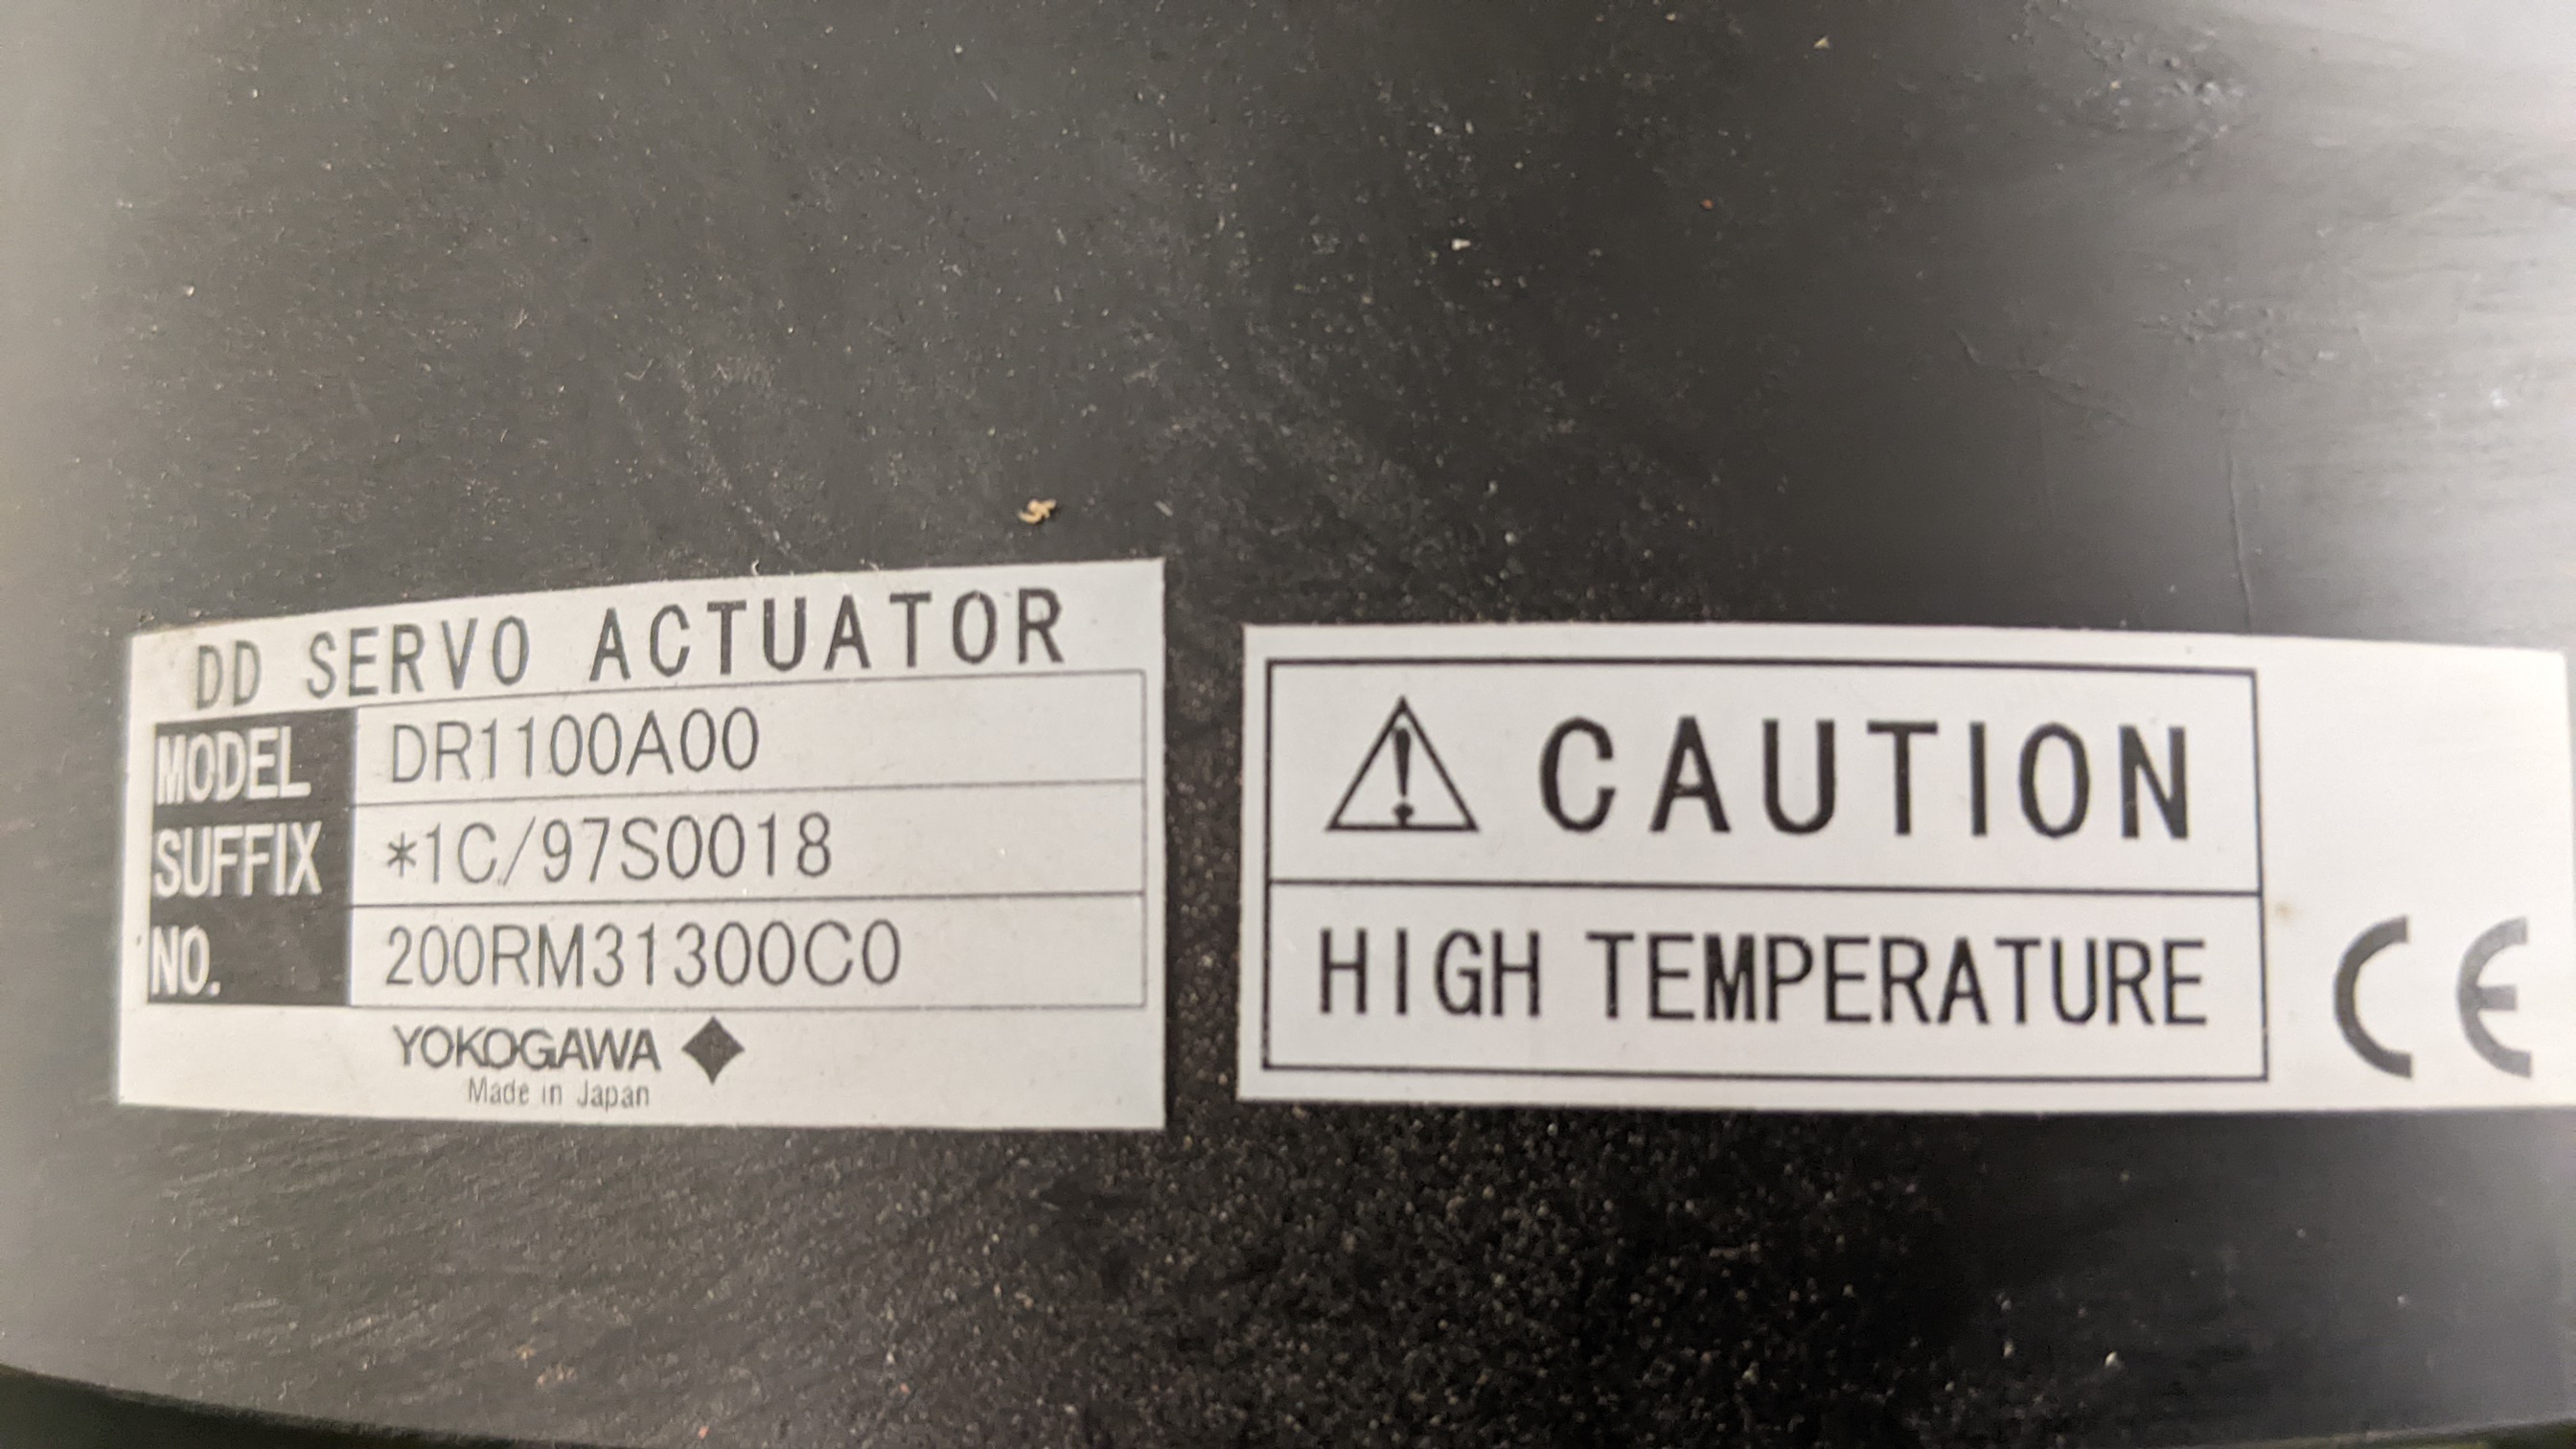 DD SERVO ACTUATOR
MODEL DR1100A00
SUFFIX *1C/97S0018
NO. 200RM31300C0
YOKOGAWA
Made in Japan
CAUTION
HIGH TEMPERATURE
CE